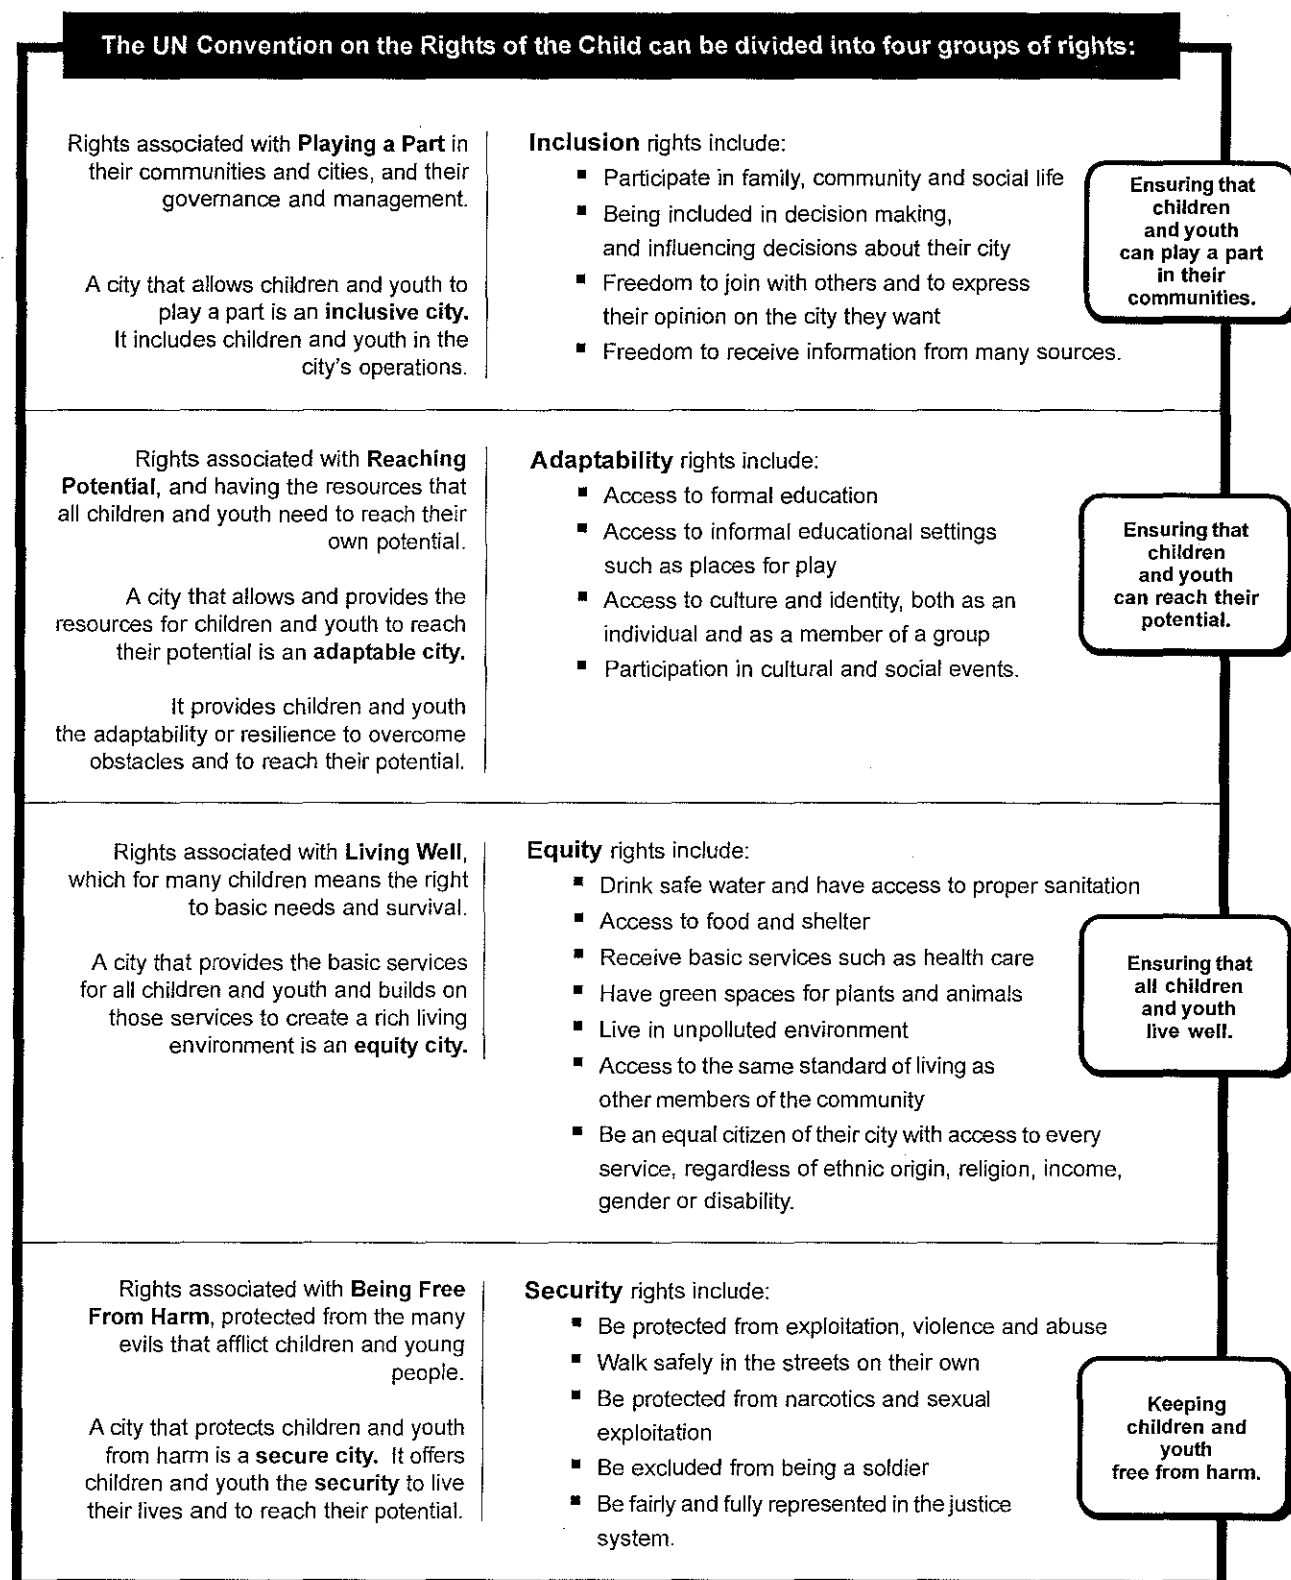 The UN Convention on the Rights of the Child can be divided into four groups of rights:
Rights associated with Playing a Part in
their communities and cities, and their
governance and management.
A city that allows children and youth to
play a part is an inclusive city.
It includes children and youth in the
city's operations.
Inclusion rights include:
■ Participate in family, community and social life
■ Being included in decision making,
and influencing decisions about their city
■ Freedom to join with others and to express
their opinion on the city they want
■ Freedom to receive information from many sources.
Ensuring that
children
and youth
can play a part
in their
communities.
Rights associated with Reaching
Potential, and having the resources that
all children and youth need to reach their
own potential.
A city that allows and provides the
resources for children and youth to reach
their potential is an adaptable city.
It provides children and youth
the adaptability or resilience to overcome
obstacles and to reach their potential.
Adaptability rights include:
■ Access to formal education
■ Access to informal educational settings
such as places for play
■ Access to culture and identity, both as an
individual and as a member of a group
■ Participation in cultural and social events.
Ensuring that
children
and youth
can reach their
potential.
Rights associated with Living Well,
which for many children means the right
to basic needs and survival.
A city that provides the basic services
for all children and youth and builds on
those services to create a rich living
environment is an equity city.
Equity rights include:
■ Drink safe water and have access to proper sanitation
■ Access to food and shelter
■ Receive basic services such as health care
■ Have green spaces for plants and animals
■ Live in unpolluted environment
■ Access to the same standard of living as
other members of the community
■ Be an equal citizen of their city with access to every
service, regardless of ethnic origin, religion, income,
gender or disability.
Ensuring that
all children
and youth
live well.
Rights associated with Being Free
From Harm, protected from the many
evils that afflict children and young
people.
A city that protects children and youth
from harm is a secure city. It offers
children and youth the security to live
their lives and to reach their potential.
Security rights include:
■ Be protected from exploitation, violence and abuse
■ Walk safely in the streets on their own
■ Be protected from narcotics and sexual
exploitation
■ Be excluded from being a soldier
■ Be fairly and fully represented in the justice
system.
Keeping
children and
youth
free from harm.